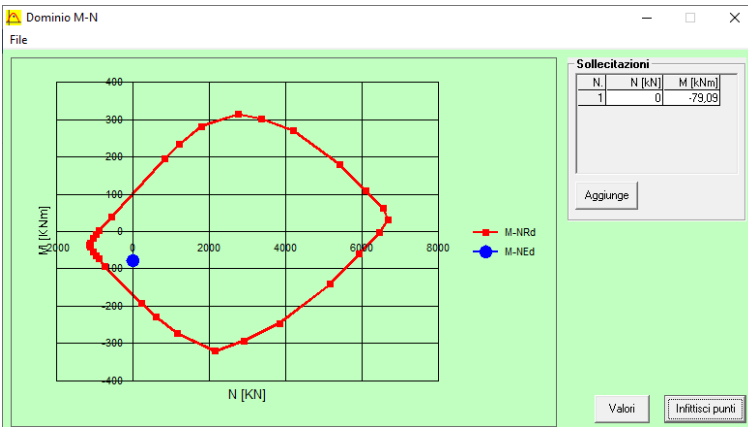 Dominio M-N
File
Sollecitazioni
N. N [kN] M [kNm]
1 0 -79,09
Aggiunge
400
300
200
100
0
-100
-200
-300
-400
M [KNm]
-2000 0 2000 4000 6000 8000
N [KN]
M-NRd
M-NEd
Valori
Infittisci punti